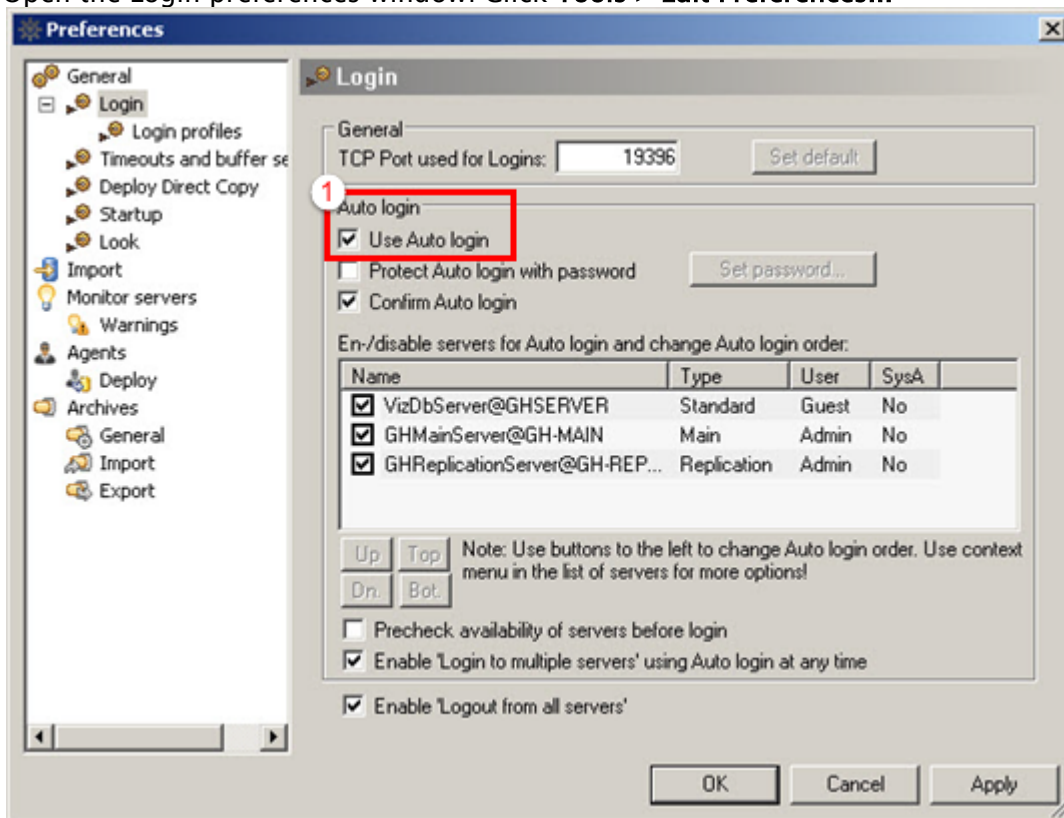 Open the Login preferences window: Click Tools > Edit Preferences...
Preferences
General
Login
Login profiles
Timeouts and buffer se
Deploy Direct Copy
Startup
Look
Import
Monitor servers
Warnings
Agents
Deploy
Archives
General
Import
Export
Login
General
TCP Port used for Logins: 19396 Set default
1
Auto login
Use Auto login
Protect Auto login with password Set password...
Confirm Auto login
En-/disable servers for Auto login and change Auto login order:
Name Type User SysA
VizDbServer@GHSERVER Standard Guest No
GHMainServer@GH-MAIN Main Admin No
GHReplicationServer@GH-REP... Replication Admin No
Up Top Note: Use buttons to the left to change Auto login order. Use context
Dn. Bot. menu in the list of servers for more options!
Precheck availability of servers before login
Enable 'Login to multiple servers' using Auto login at any time
Enable 'Logout from all servers'
OK Cancel Apply